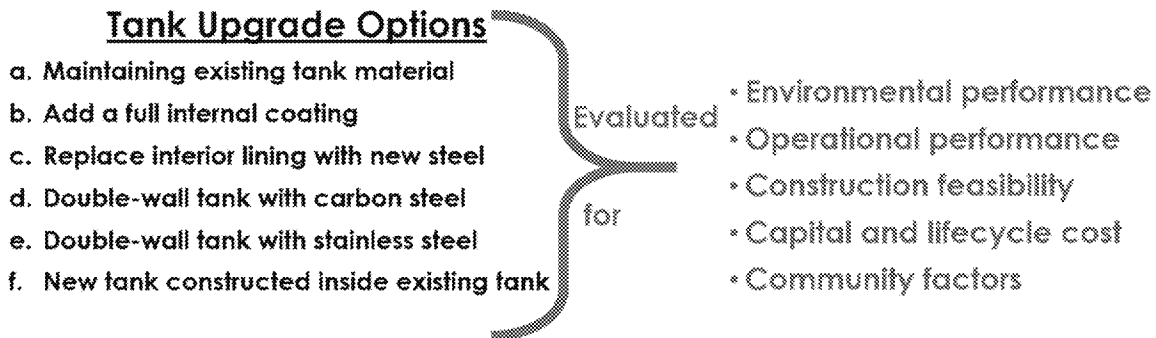 Tank Upgrade Options
a. Maintaining existing tank material
b. Add a full internal coating
c. Replace interior lining with new steel
d. Double-wall tank with carbon steel
e. Double-wall tank with stainless steel
f. New tank constructed inside existing tank
Evaluated
for
• Environmental performance
• Operational performance
• Construction feasibility
• Capital and lifecycle cost
• Community factors